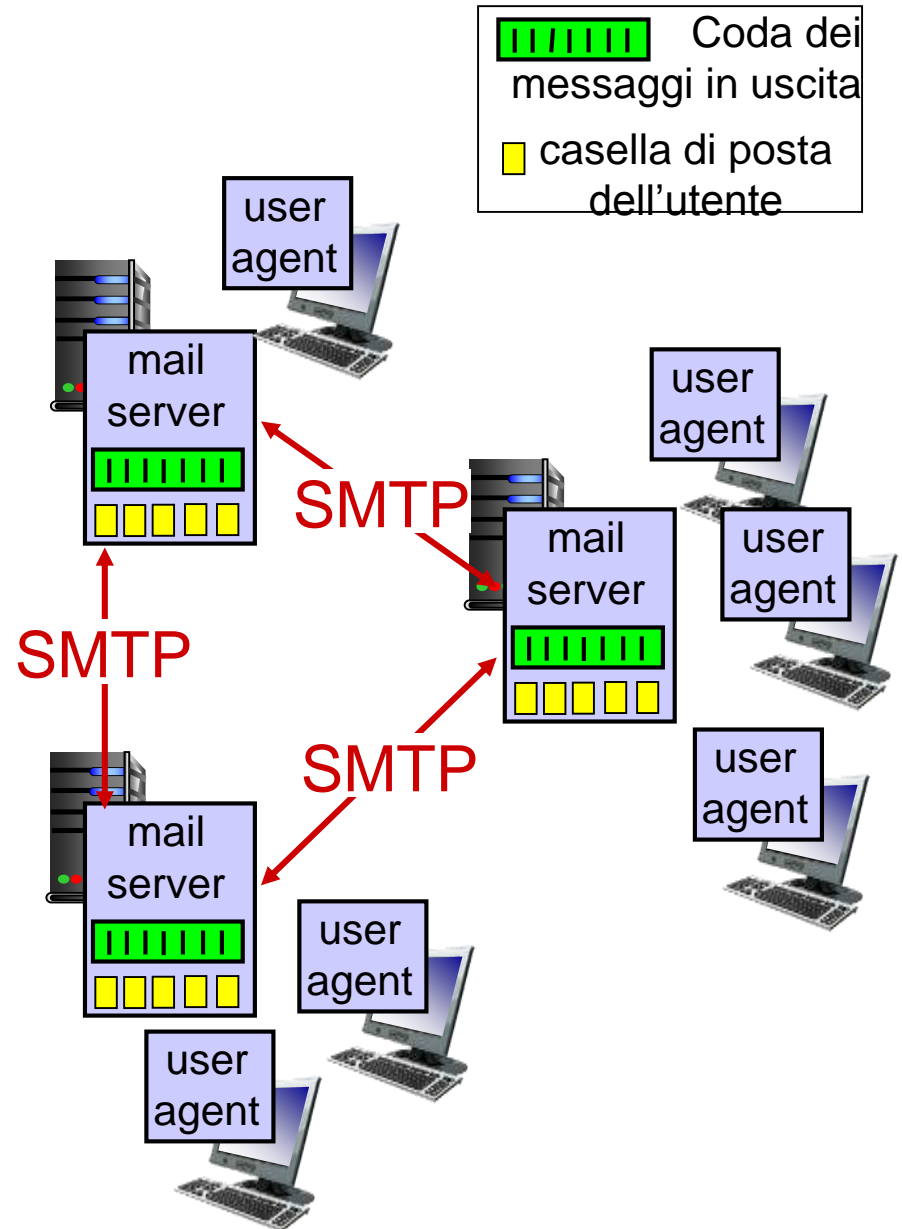 Coda dei
messaggi in uscita
casella di posta
dell'utente
user
agent
mail
server
SMTP
user
agent
mail
server
user
agent
SMTP
user
agent
SMTP
mail
server
user
agent
user
agent